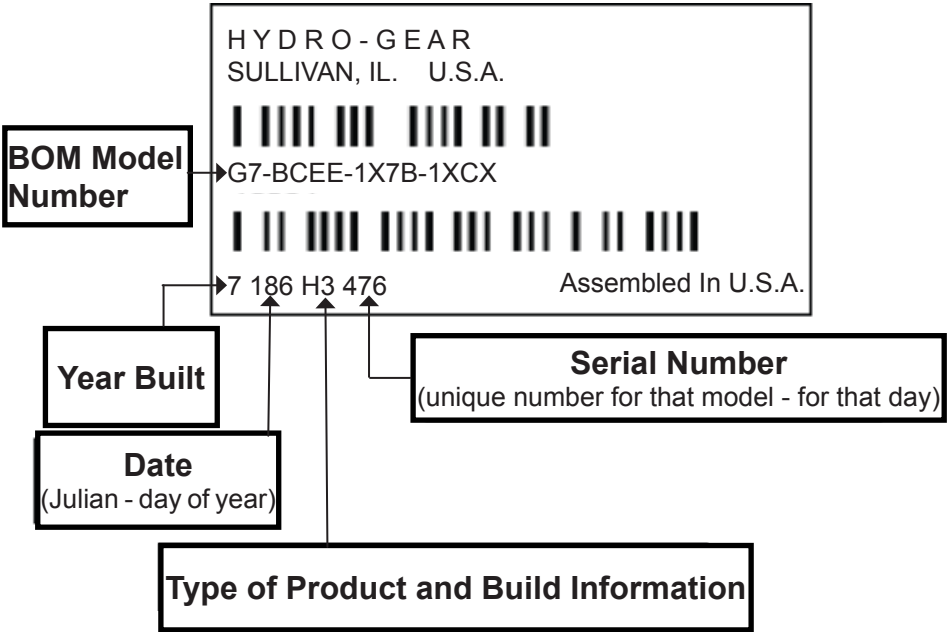 HYDRO-GEAR
SULLIVAN, IL. U.S.A.
BOM Model
Number
G7-BCEE-1X7B-1XCX
7 186 H3 476
Assembled In U.S.A.
Year Built
Serial Number
(unique number for that model - for that day)
Date
(Julian - day of year)
Type of Product and Build Information